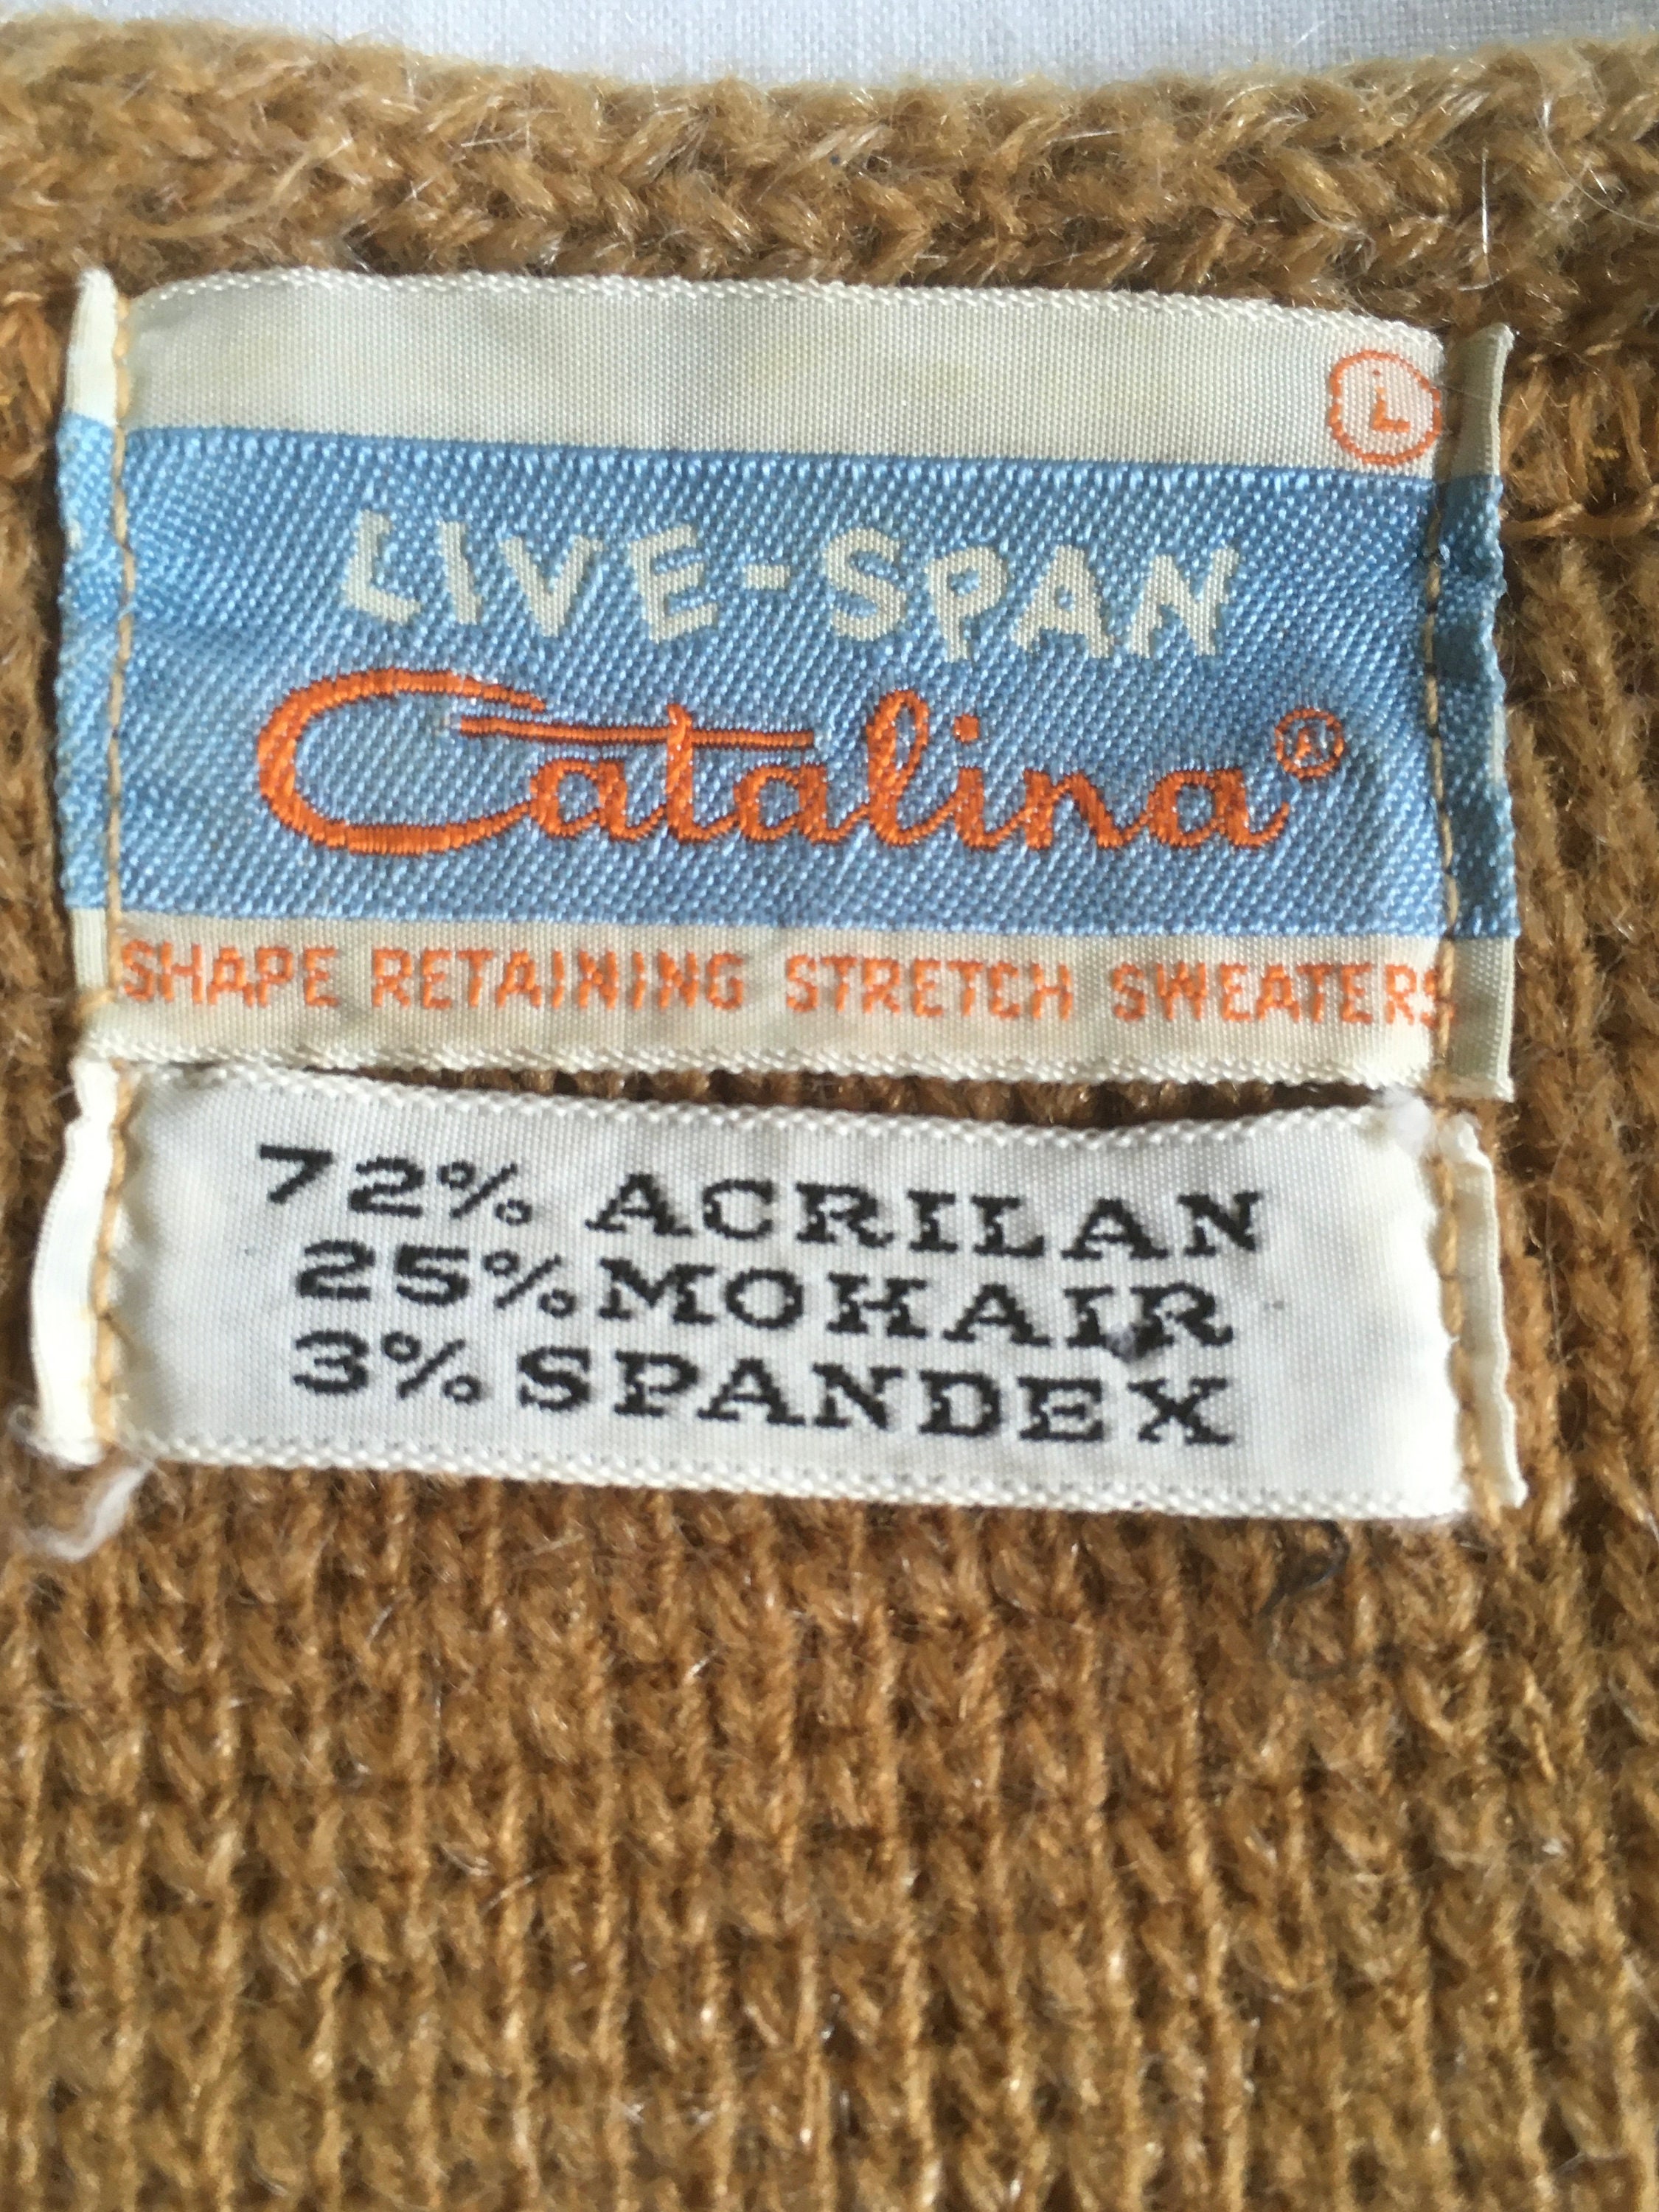 L
LIVE-SPAN
Catalina®
SHAPE RETAINING STRETCH SWEATERS
72% ACRILAN
25% MOHAIR
3% SPANDEX